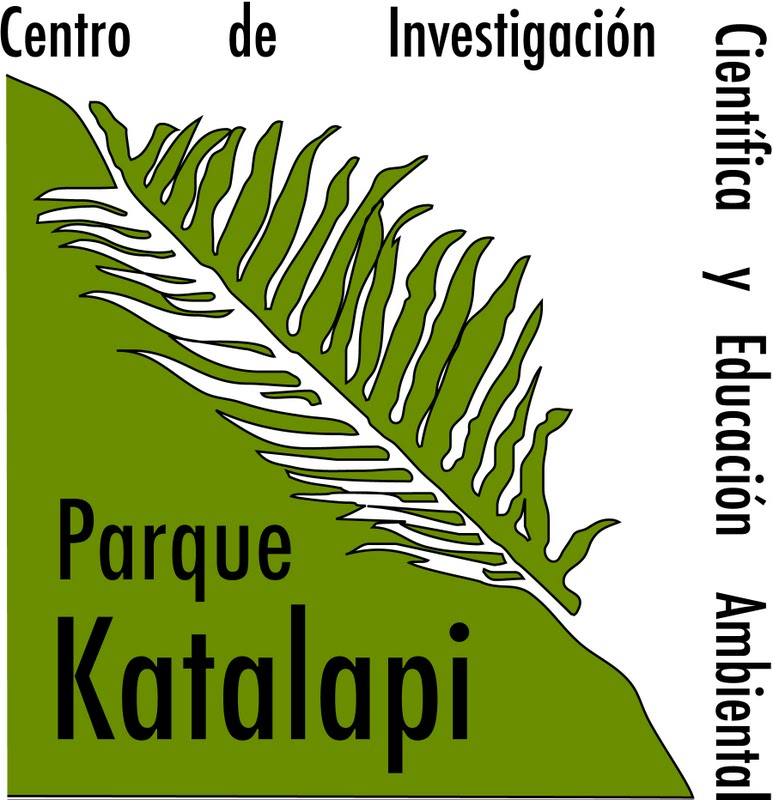 Centro de Investigación
Científica y Educación Ambiental
Parque
Katalapi